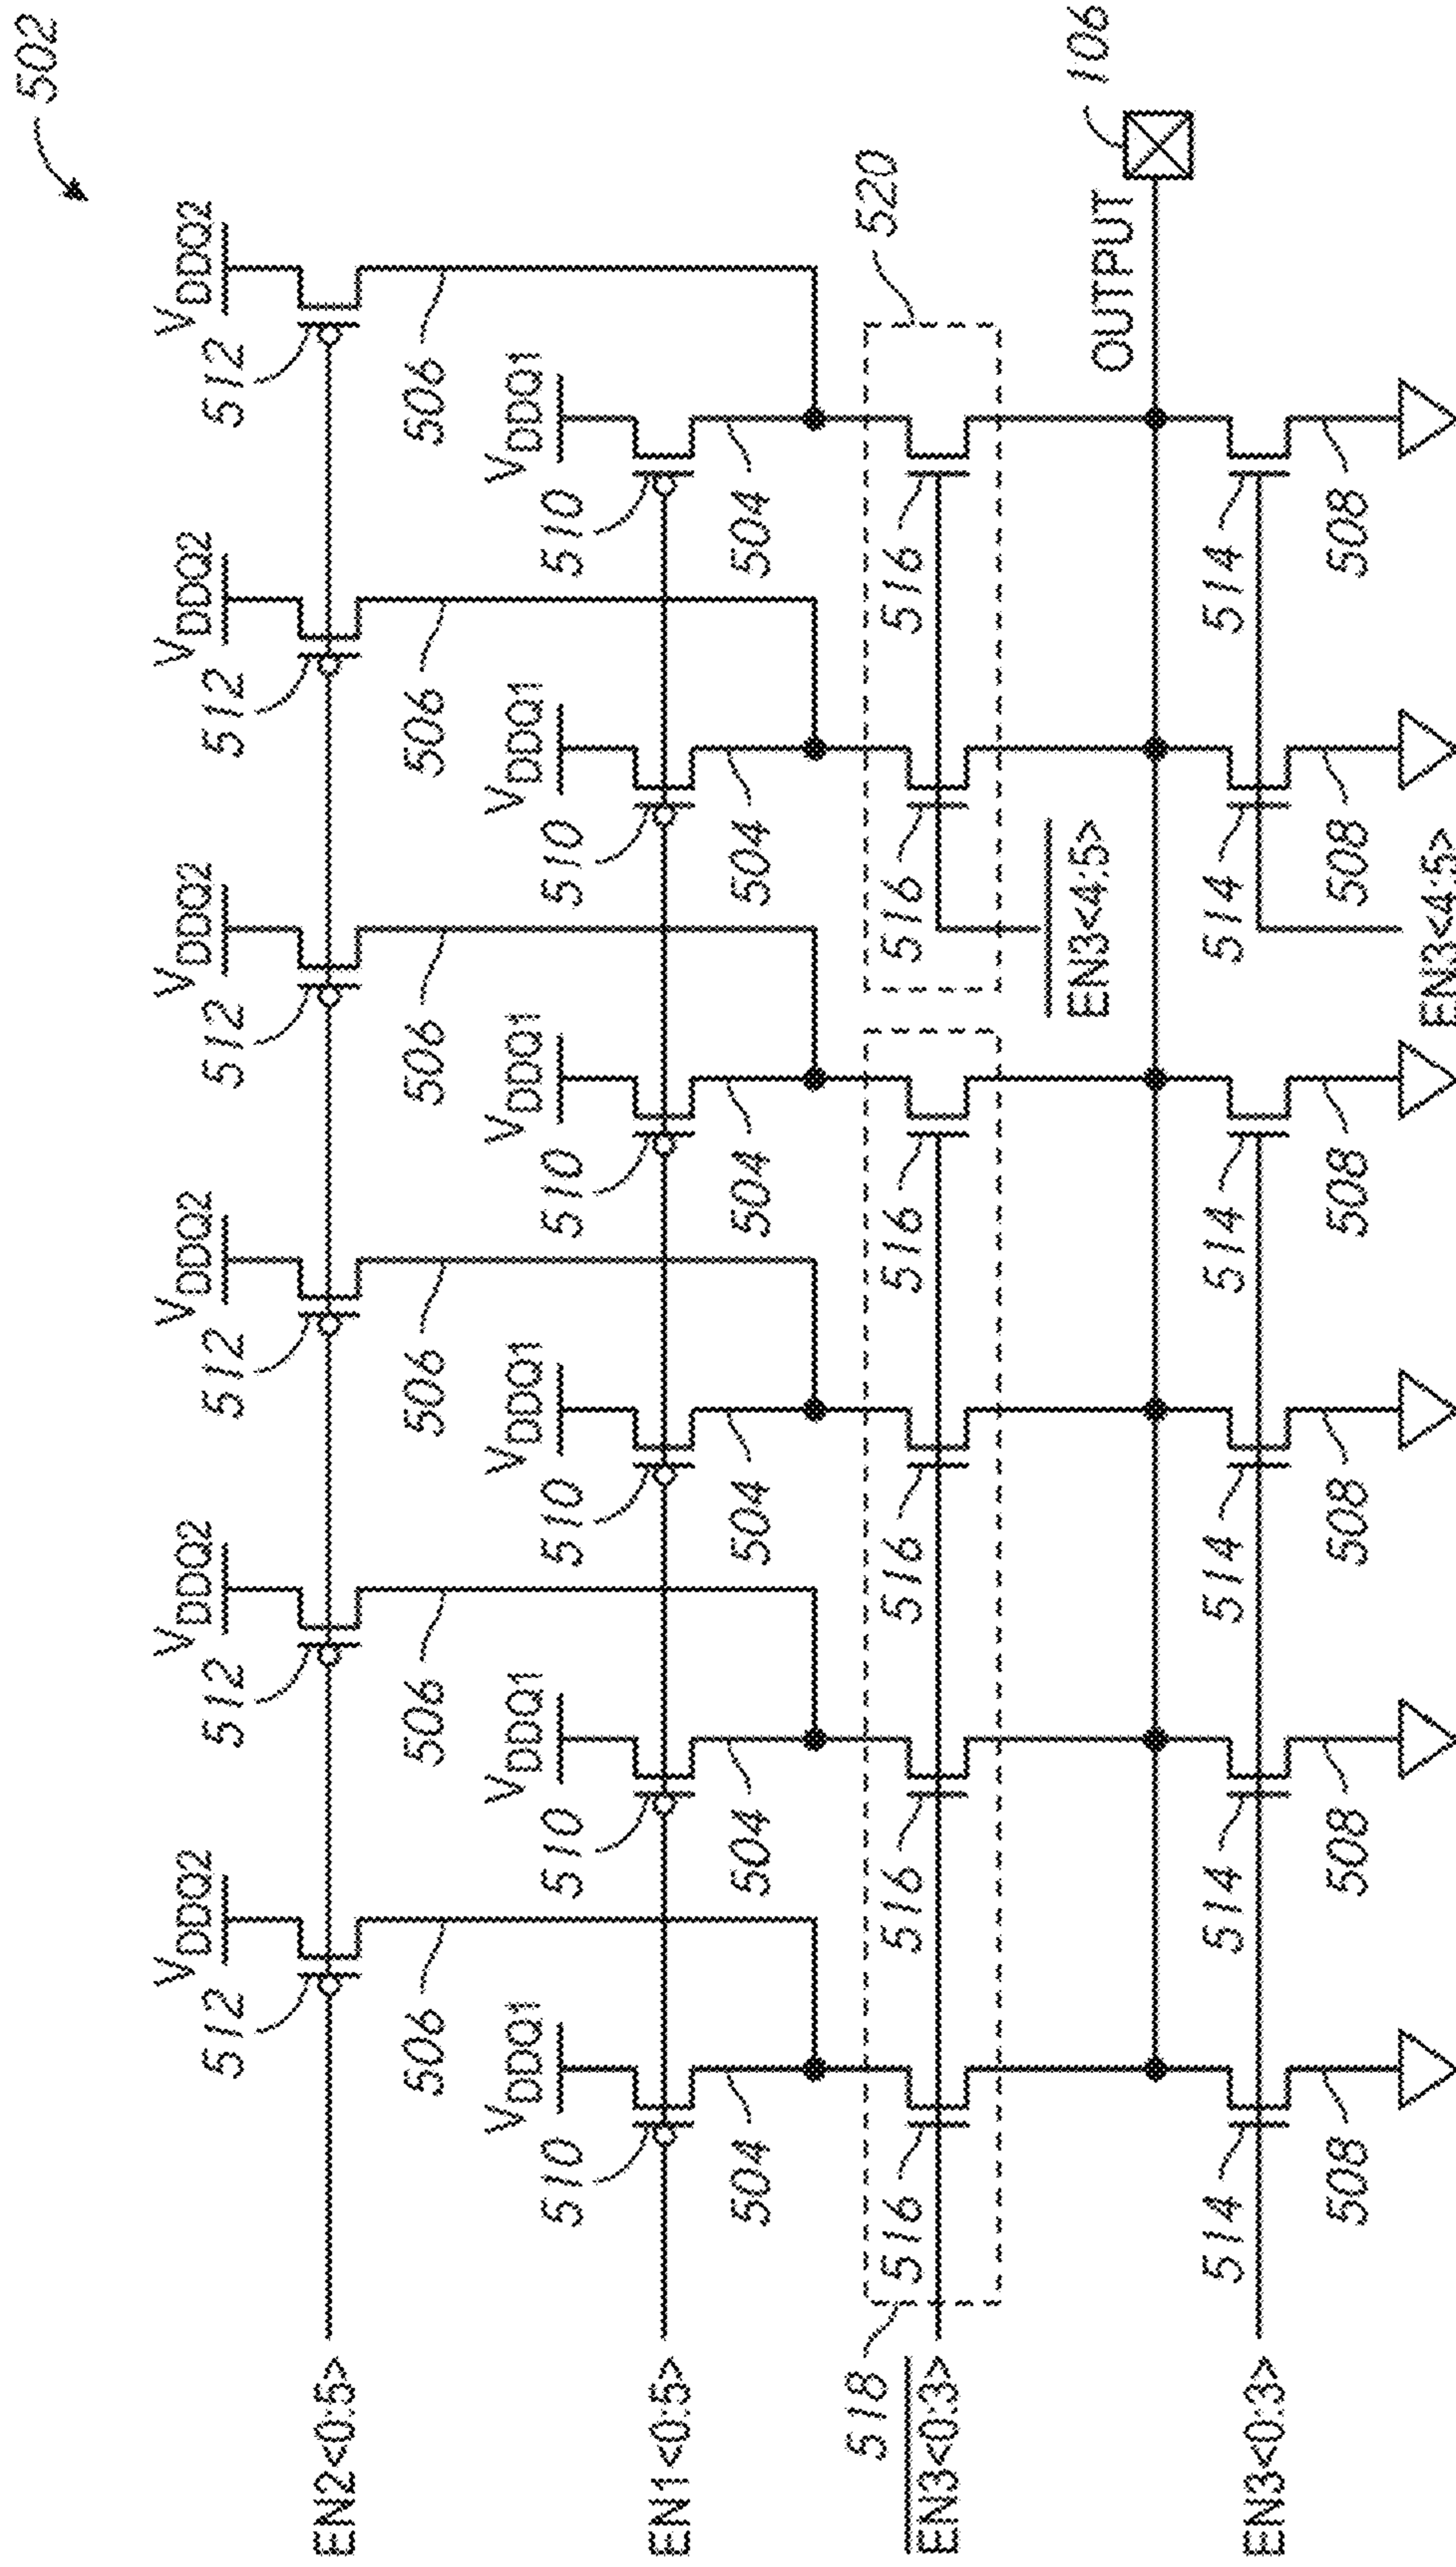 502
VDDQ2 VDDQ2 VDDQ2 VDDQ2 VDDQ2 VDDQ2
512 512 512 512 512 512
EN2<0:5>
506 506 506 506 506 506
VDDQ1 VDDQ1 VDDQ1 VDDQ1 VDDQ1 VDDQ1
510 510 510 510 510 510
EN1<0:5>
504 504 504 504 504 504
518 520
516 516 516 516 516 516
EN3<0:3>
EN3<4:5>
OUTPUT 106
514 514 514 514 514 514
EN3<0:3>
508 508 508 508 508 508
EN3<4:5>